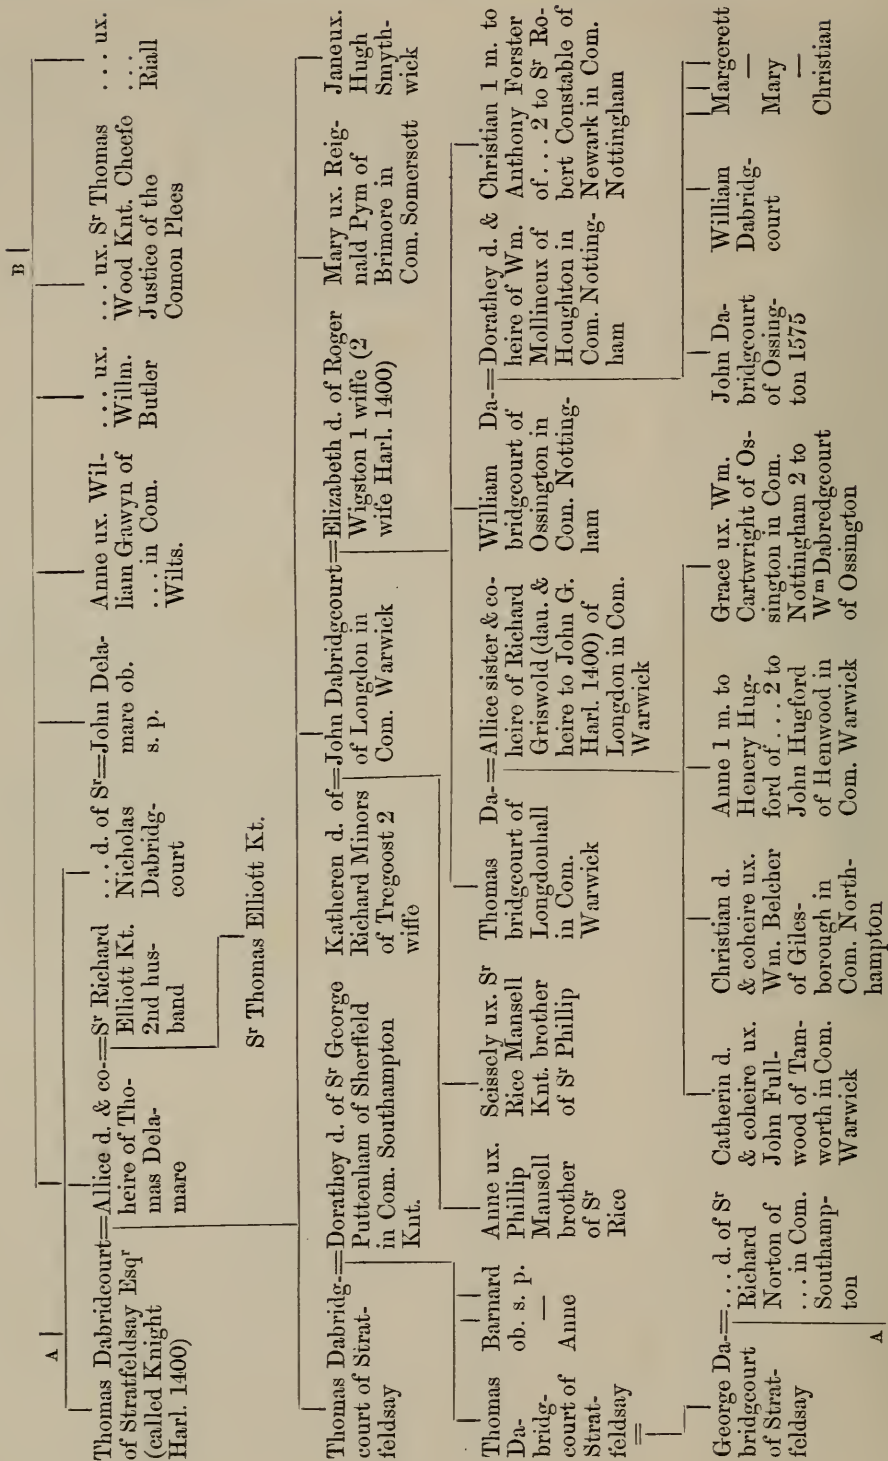 A
B
Thomas Dabridcourt=Allice d. & co-=Sʳ Richard
of Stratfeldsay Esqʳ
(called Knight
Harl. 1400)
heire of Tho-
mas Dela-
mare
Elliott Kt.
2nd hus-
band
... d. of Sʳ=John Dela-
Nicholas
Dabridg-
court
mare ob.
s. p.
Anne ux. Wil-
liam Gawyn of
... in Com.
Wilts.
... ux.
Willm.
Butler
... ux. Sʳ Thomas
Wood Knt. Cheefe
Justice of the
Comon Plees
... ux.
...
Riall
Sʳ Thomas Elliott Kt.
Thomas Dabridg-=Dorathey d. of Sʳ George
court of Strat-
feldsay
Puttenham of Sherffeld
in Com. Southampton
Knt.
Katheren d. of=John Dabridgcourt=Elizabeth d. of Roger
Richard Minors
of Tregoost 2
wiffe
of Longdon in
Com. Warwick
Wigston 1 wiffe (2
wife Harl. 1400)
Mary ux. Reig-
nald Pym of
Brimore in
Com. Somersett
Janeux.
Hugh
Smyth-
wick
Thomas
Da-
bridg-
court of
Strat-
feldsay
=
Barnard
ob. s. p.
—
Anne
Anne ux.
Phillip
Mansell
brother
of Sʳ
Rice
Scisscly ux. Sʳ
Rice Mansell
Knt. brother
of Sʳ Phillip
Thomas Da-=Allice sister & co-
bridgcourt of
Longdouhall
in Com.
Warwick
heire of Richard
Griswold (dau. &
heire to John G.
Harl. 1400) of
Longdon in Com.
Warwick
William Da-=Dorathey d. &
bridgcourt of
Ossington in
Com. Notting-
ham
heire of Wm.
Mollineux of
Houghton in
Com. Notting-
ham
Christian 1 m. to
Anthony Forster
of ... 2 to Sʳ Ro-
bert Constable of
Newark in Com.
Nottingham
George Da-=... d. of Sʳ
bridgcourt
of Strat-
feldsay
Richard
Norton of
... in Com.
Southamp-
ton
A
Catherin d.
& coheire ux.
John Full-
wood of Tam-
worth in Com.
Warwick
Christian d.
& coheire ux.
Wm. Belcher
of Giles-
borough in
Com. North-
hampton
Anne 1 m. to
Henery Hug-
ford of ... 2 to
John Hugford
of Henwood in
Com. Warwick
Grace ux. Wm.
Cartwright of Os-
sington in Com.
Nottingham 2 to
Wᵐ Dabredgcourt
of Ossington
John Da-
bridgcourt
of Ossing-
ton 1575
William
Dabridg-
court
Margerett
—
Mary
—
Christian